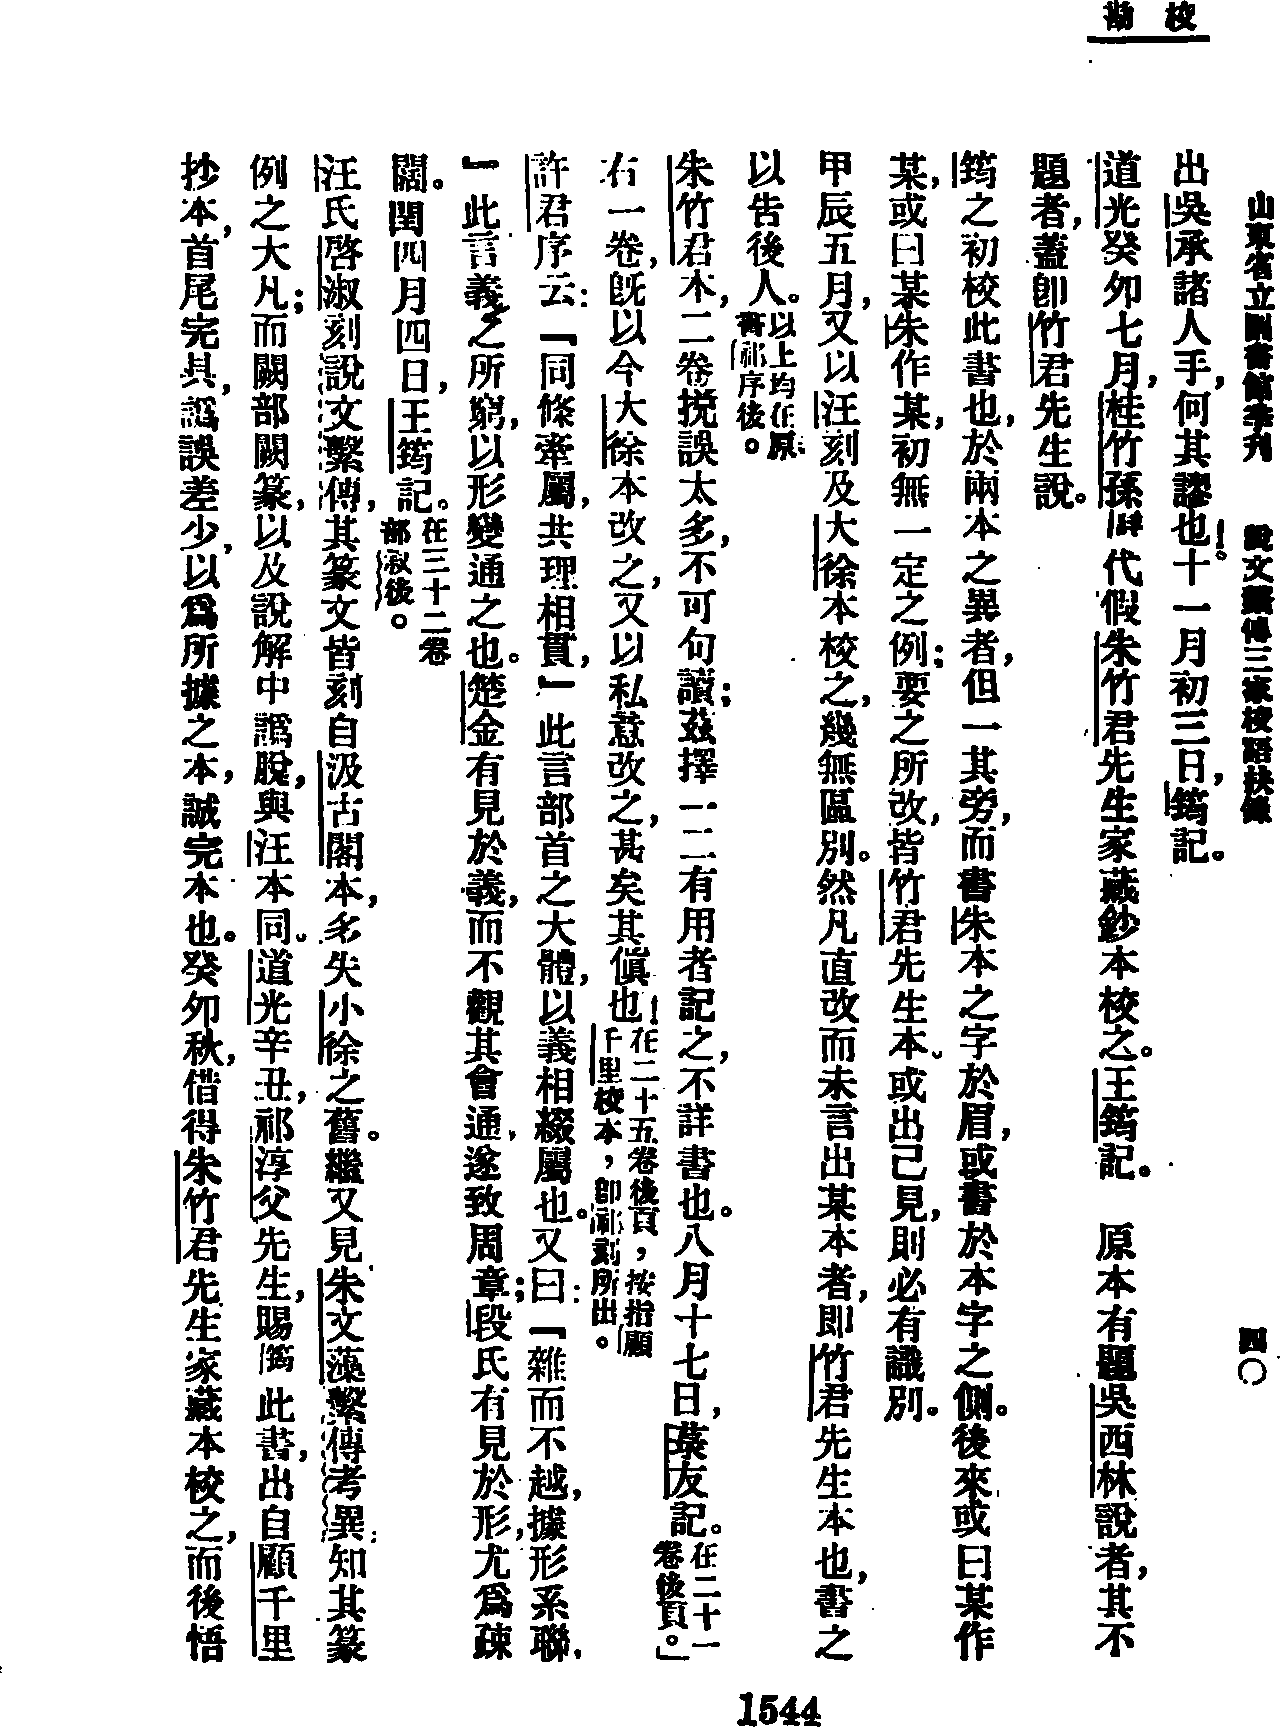 校勘
山東省立圖書館季刊 說文繫傳三家校語抉錄 四〇
出吳承諸人手，何其謬也！十一月初三日，筠記。
道光癸卯七月，桂竹孫代假朱竹君先生家藏鈔本校之。王筠記。 原本有題吳西林說者，其不
題者，蓋卽竹君先生說。
筠之初校此書也，於兩本之異者，但一其旁，而書朱本之字於眉，或書於本字之側。後來或曰某作
某，或曰某朱作某，初無一定之例；要之所改，皆竹君先生本。或出己見，則必有識別。
甲辰五月，又以汪刻及大徐本校之，幾無區別。然凡直改而未言出某本者，即竹君先生本也，書之
以告後人。以上均在原書祁序後。
朱竹君本，二卷挩誤太多，不可句讀；茲擇一二有用者記之，不詳書也。八月十七日，菉友記。在二十一卷後頁。」
右一卷，旣以今大徐本改之，又以私意改之，甚矣其傎也！在二十五卷後頁，按指顧千里校本，卽祁刻所出。
許君序云：「同條牽屬，共理相貫，」此言部首之大體，以義相綴屬也。又曰：「雜而不越，據形系聯，
」此言義之所窮，以形變通之也。楚金有見於義，而不觀其會通，遂致周章；段氏有見於形，尤爲疎
闊。閏四月四日，王筠記。在三十二卷部敍後。
汪氏啓淑刻說文繫傳，其篆文皆刻自汲古閣本，多失小徐之舊。繼又見朱文藻繫傳考異，知其篆
例之大凡；而闕部闕篆，以及說解中譌脫，與汪本同。道光辛丑，祁淳父先生，賜筠此書，出自顧千里
抄本，首尾完具，譌誤差少，以爲所據之本，誠完本也。癸卯秋，借得朱竹君先生家藏本校之，而後悟
1544